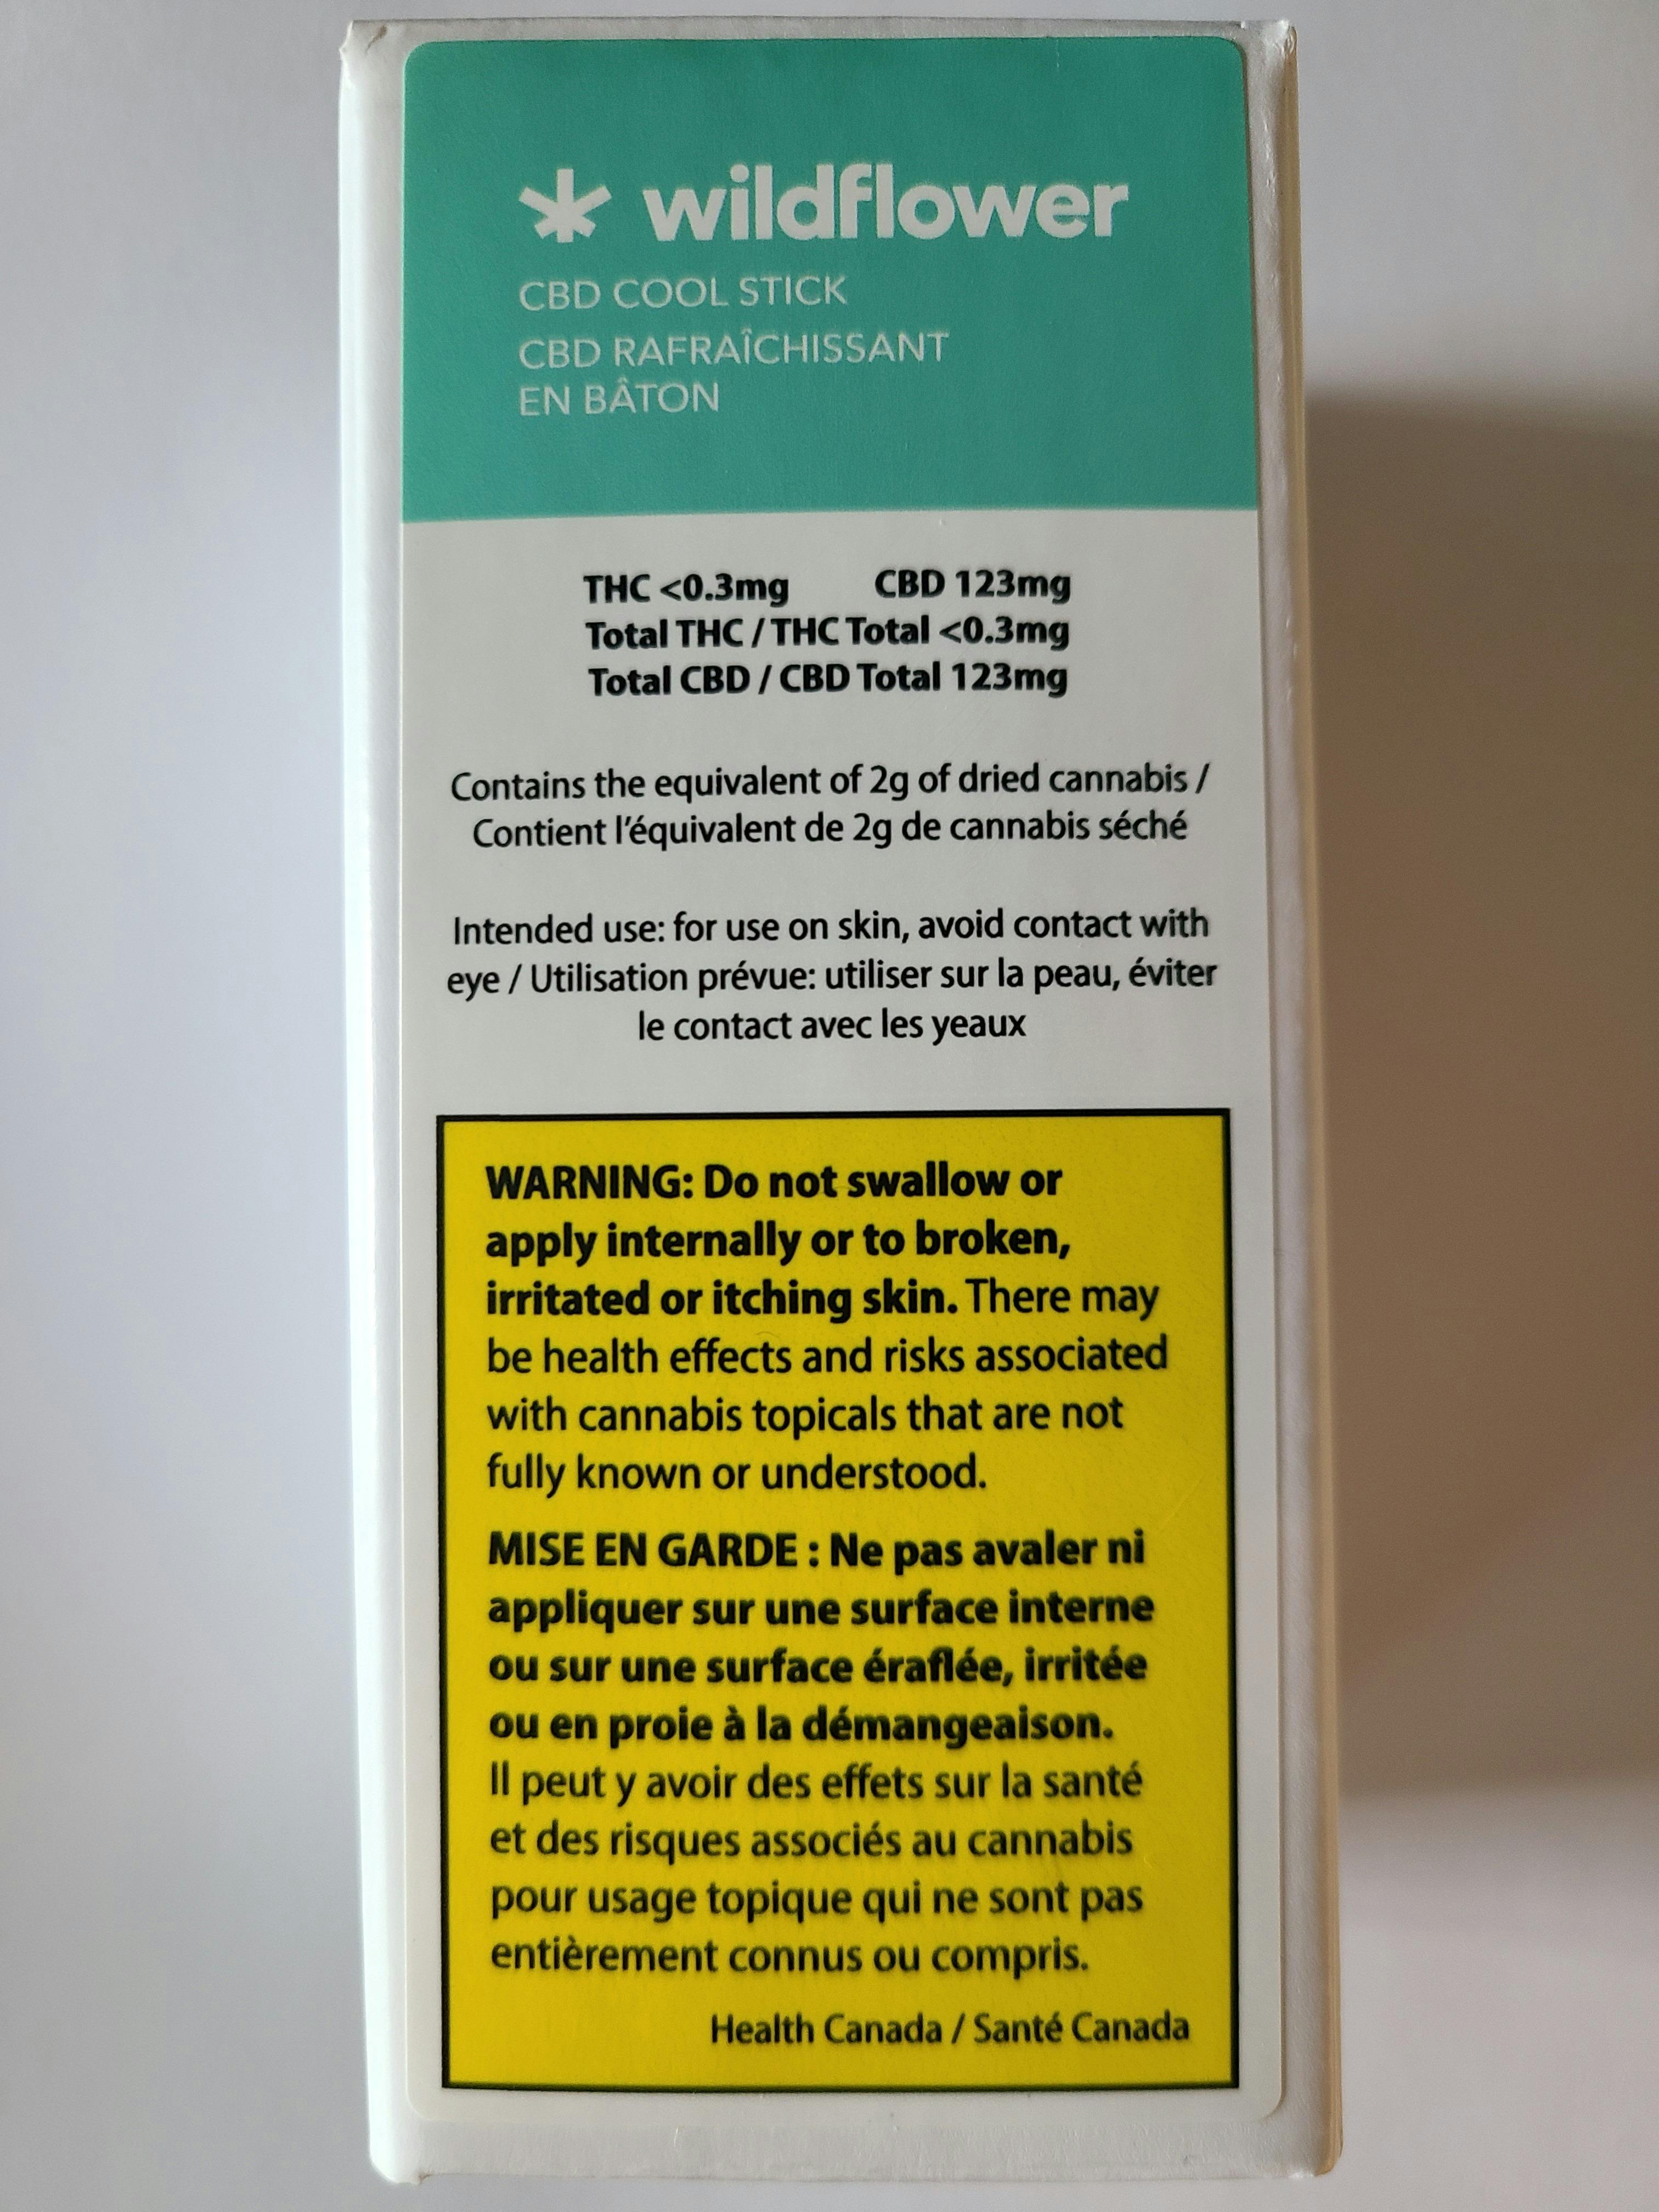 wildflower
CBD COOL STICK
CBD RAFRAÎCHISSANT
EN BÂTON
THC <0.3mg CBD 123mg
Total THC / THC Total <0.3mg
Total CBD / CBD Total 123mg
Contains the equivalent of 2g of dried cannabis /
Contient l'équivalent de 2g de cannabis séché
Intended use: for use on skin, avoid contact with
eye / Utilisation prévue: utiliser sur la peau, éviter
le contact avec les yeaux
WARNING: Do not swallow or
apply internally or to broken,
irritated or itching skin. There may
be health effects and risks associated
with cannabis topicals that are not
fully known or understood.
MISE EN GARDE : Ne pas avaler ni
appliquer sur une surface interne
ou sur une surface éraflée, irritée
ou en proie à la démangeaison.
Il peut y avoir des effets sur la santé
et des risques associés au cannabis
pour usage topique qui ne sont pas
entièrement connus ou compris.
Health Canada / Santé Canada